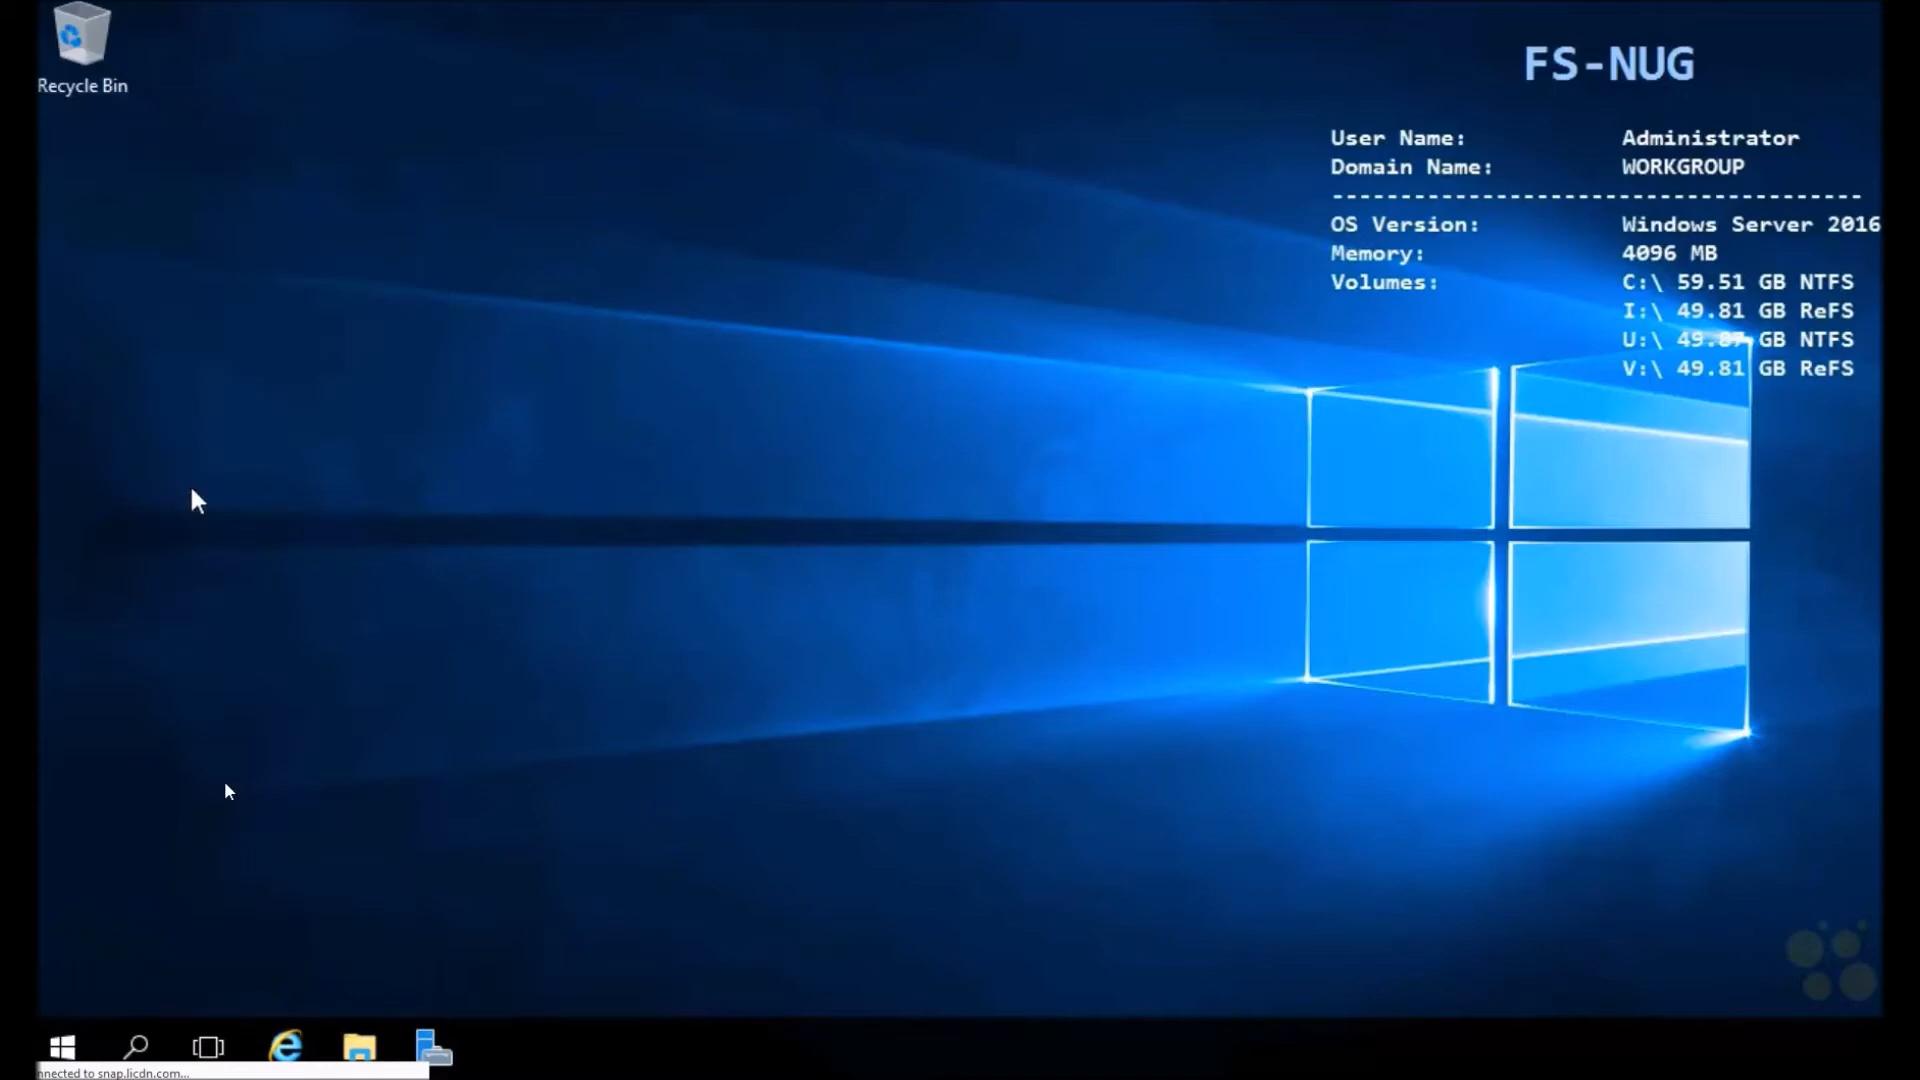 Recycle Bin
FS-NUG
User Name: Administrator
Domain Name: WORKGROUP
---------------------------------------
OS Version: Windows Server 2016
Memory: 4096 MB
Volumes: C:\ 59.51 GB NTFS
I:\ 49.81 GB ReFS
U:\ 49.87 GB NTFS
V:\ 49.81 GB ReFS
nnected to snap.licdn.com...